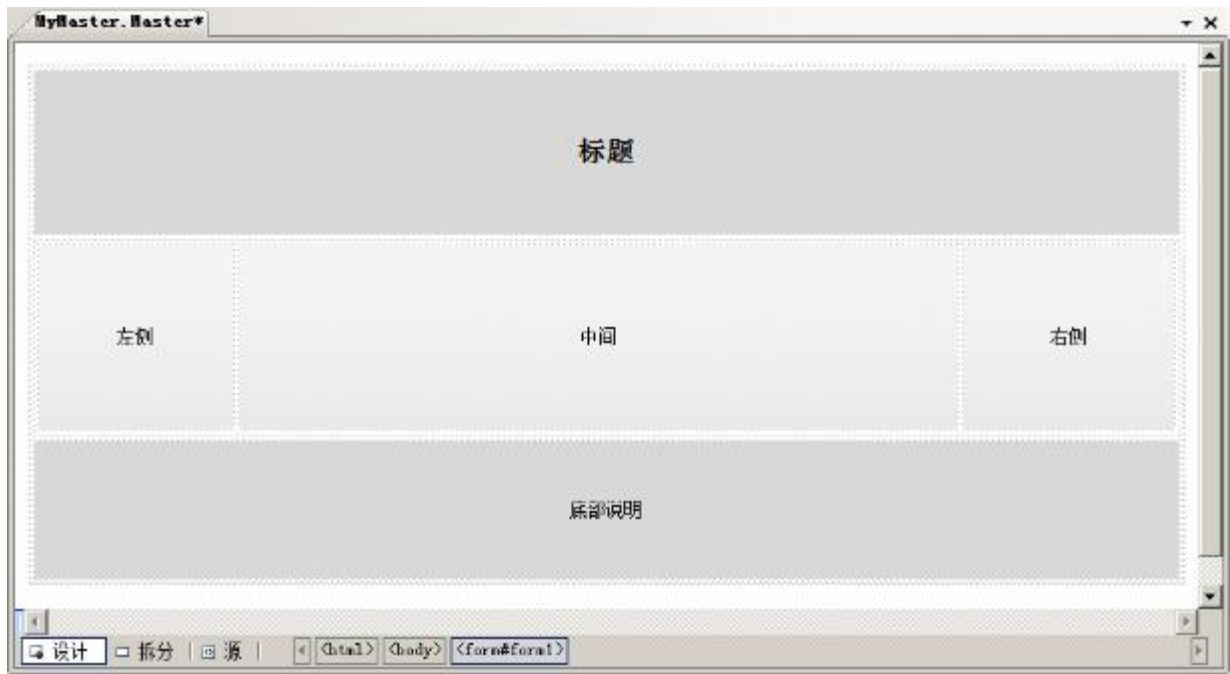 MyMaster.Master*
标题
左侧 中间 右侧
底部说明
设计 拆分 源 <html> <body> <form#form1>